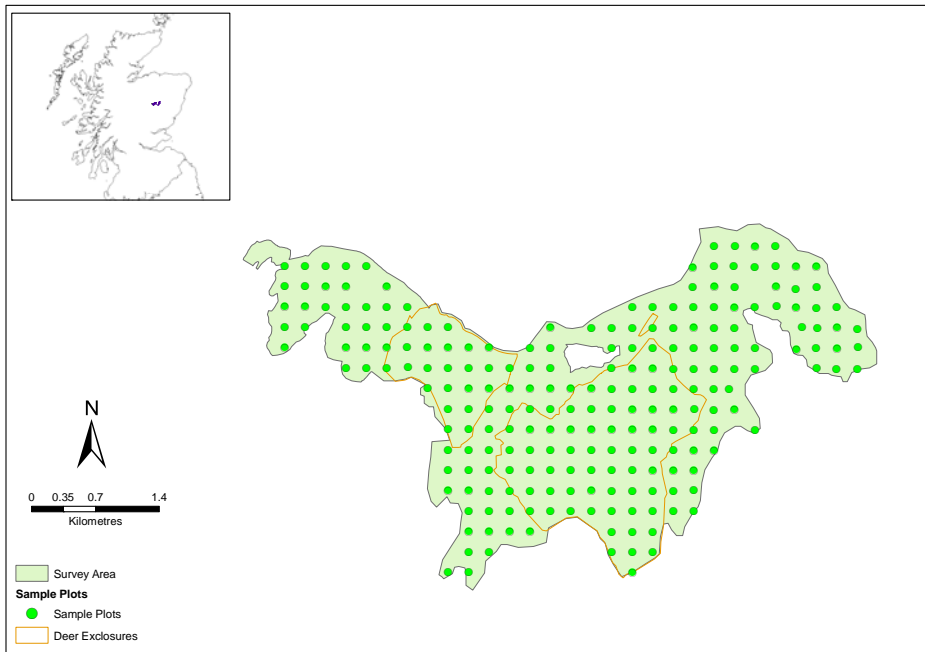 N
0 0.35 0.7 1.4
Kilometres
Survey Area
Sample Plots
Sample Plots
Deer Exclosures